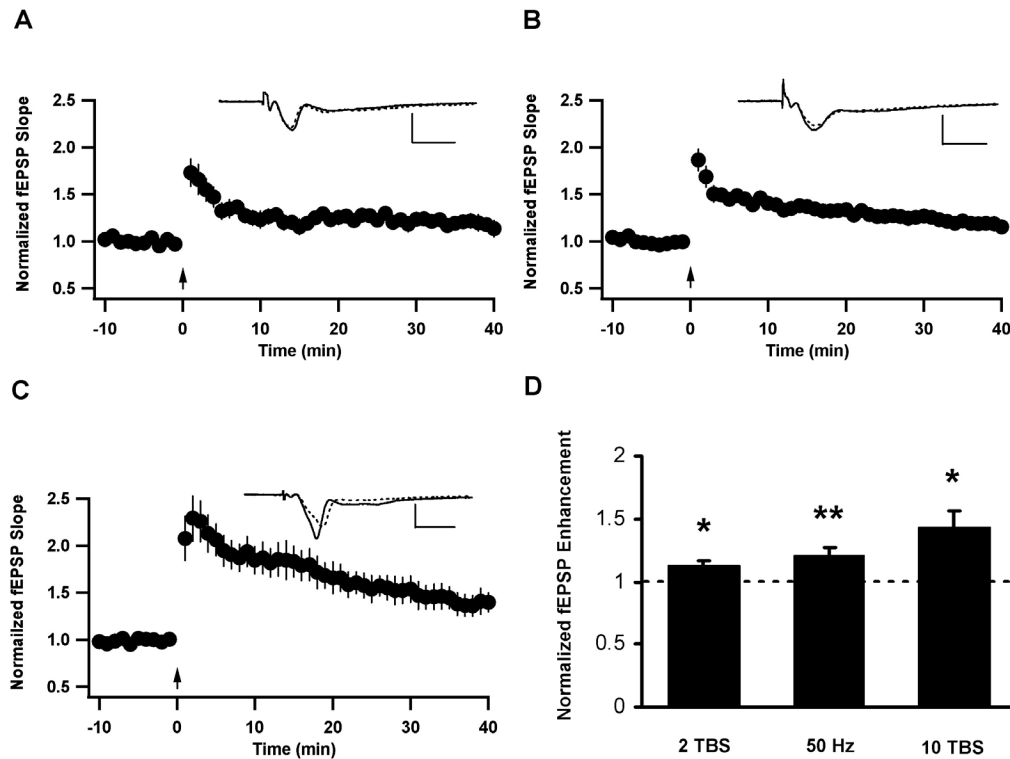 A
Normalized fEPSP Slope
2.5
2.0
1.5
1.0
0.5
-10 0 10 20 30 40
Time (min)
B
Normalized fEPSP Slope
2.5
2.0
1.5
1.0
0.5
-10 0 10 20 30 40
Time (min)
C
Normailzed fEPSP Slope
2.5
2.0
1.5
1.0
0.5
-10 0 10 20 30 40
Time (min)
D
Normalized fEPSP Enhancement
2
1.5
1
0.5
0
* ** *
2 TBS 50 Hz 10 TBS